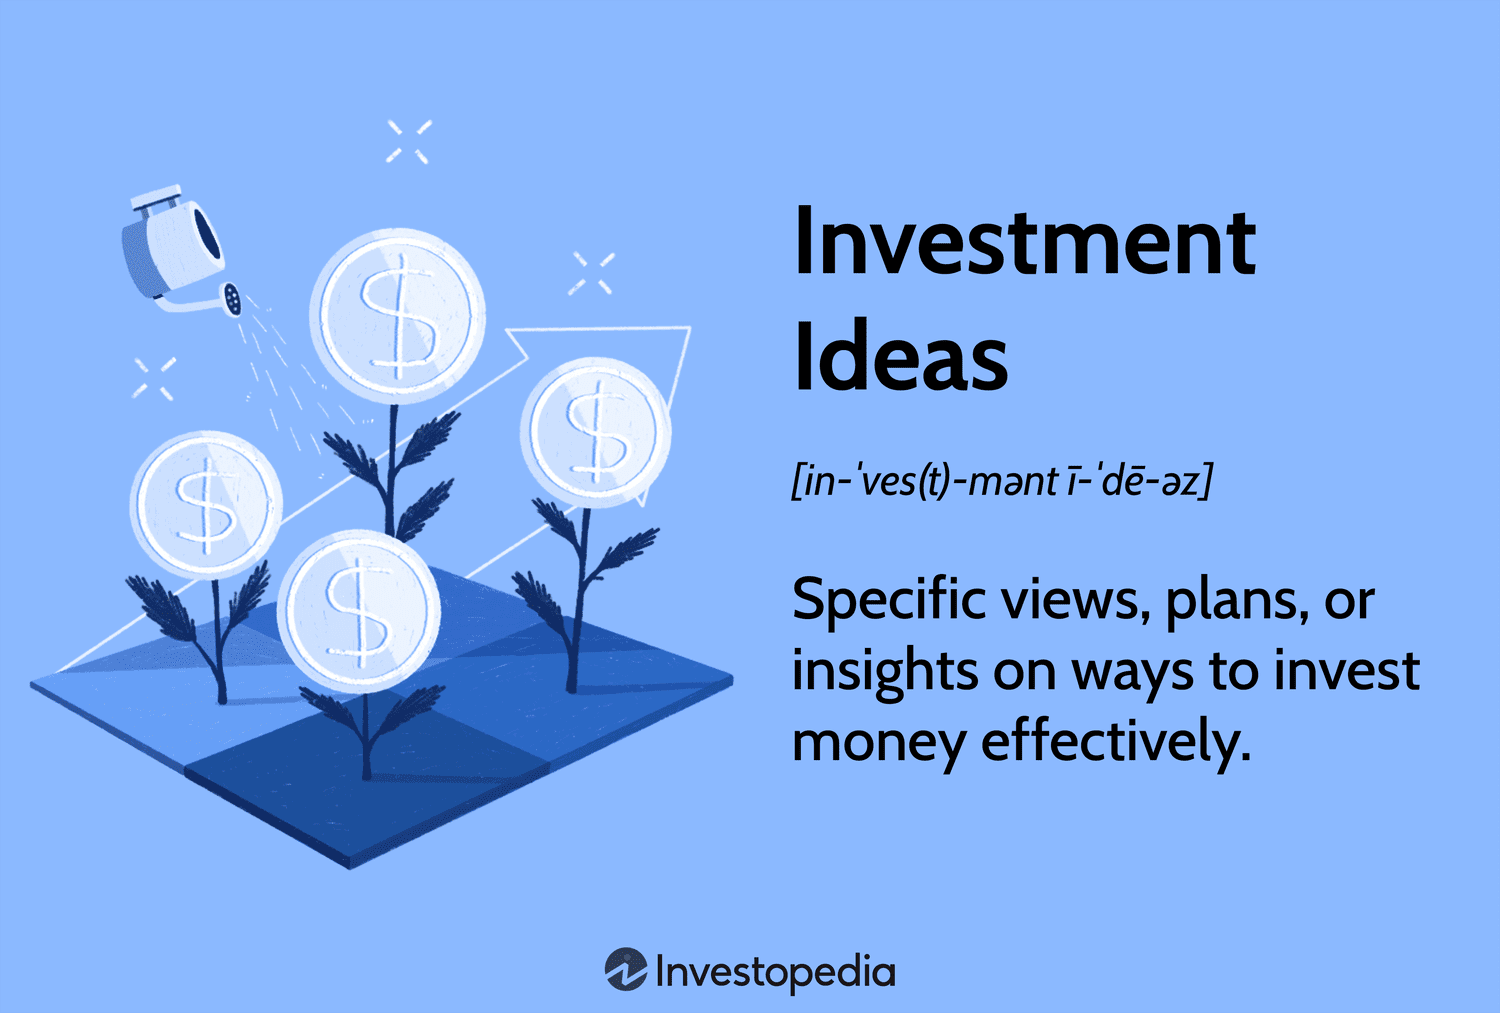 Investment
Ideas
[in-ˈves(t)-mənt ī-ˈdē-əz]
Specific views, plans, or
insights on ways to invest
money effectively.
Investopedia